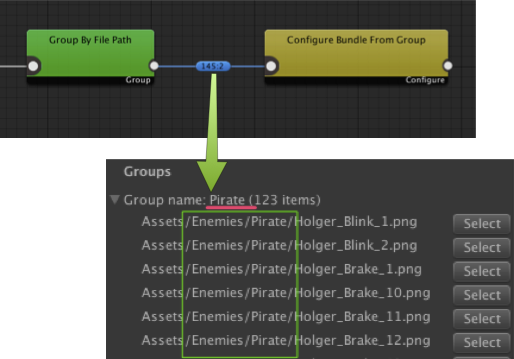 Group By File Path
Configure Bundle From Group
145:2
Group
Configure
Groups
Group name: Pirate (123 items)
Assets/Enemies/Pirate/Holger_Blink_1.png Select
Assets/Enemies/Pirate/Holger_Blink_2.png Select
Assets/Enemies/Pirate/Holger_Brake_1.png Select
Assets/Enemies/Pirate/Holger_Brake_10.png Select
Assets/Enemies/Pirate/Holger_Brake_11.png Select
Assets/Enemies/Pirate/Holger_Brake_12.png Select